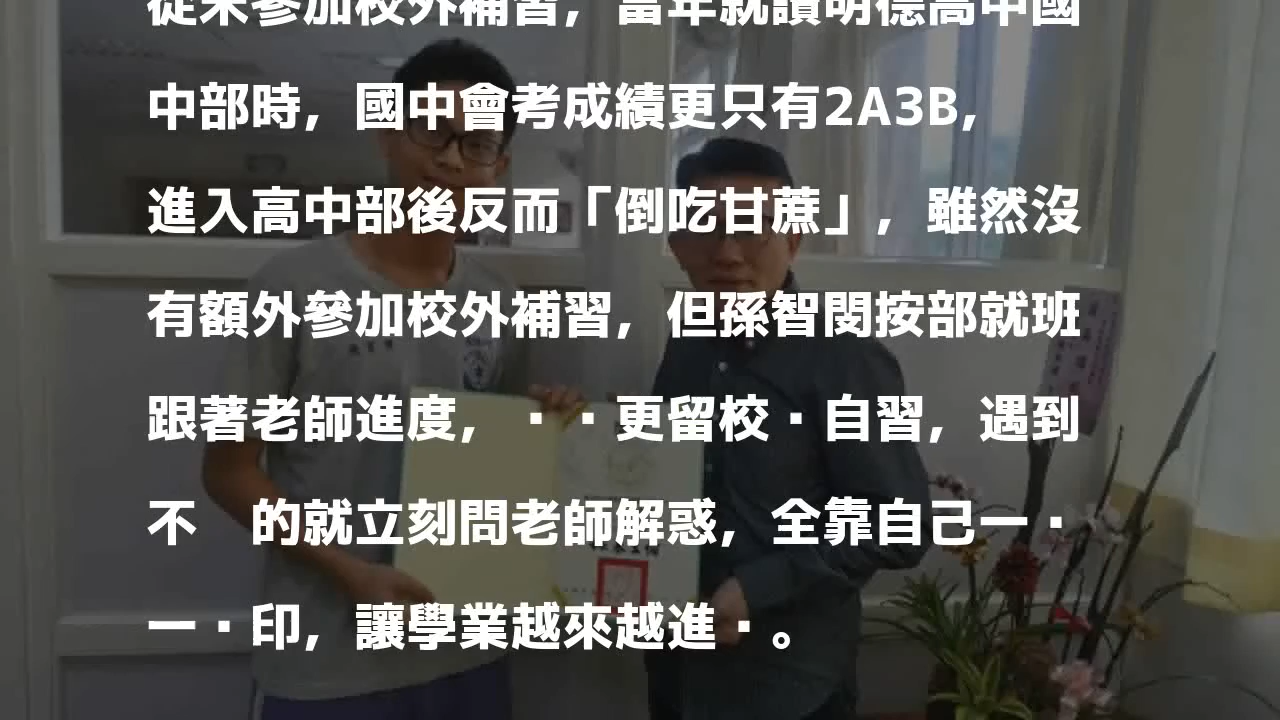 從未參加校外補習，當年就讀明德高中國
中部時，國中會考成績更只有2A3B，
進入高中部後反而「倒吃甘蔗」，雖然沒
有額外參加校外補習，但孫智閔按部就班
跟著老師進度，··更留校·自習，遇到
不　的就立刻問老師解惑，全靠自己一·
一·印，讓學業越來越進·。